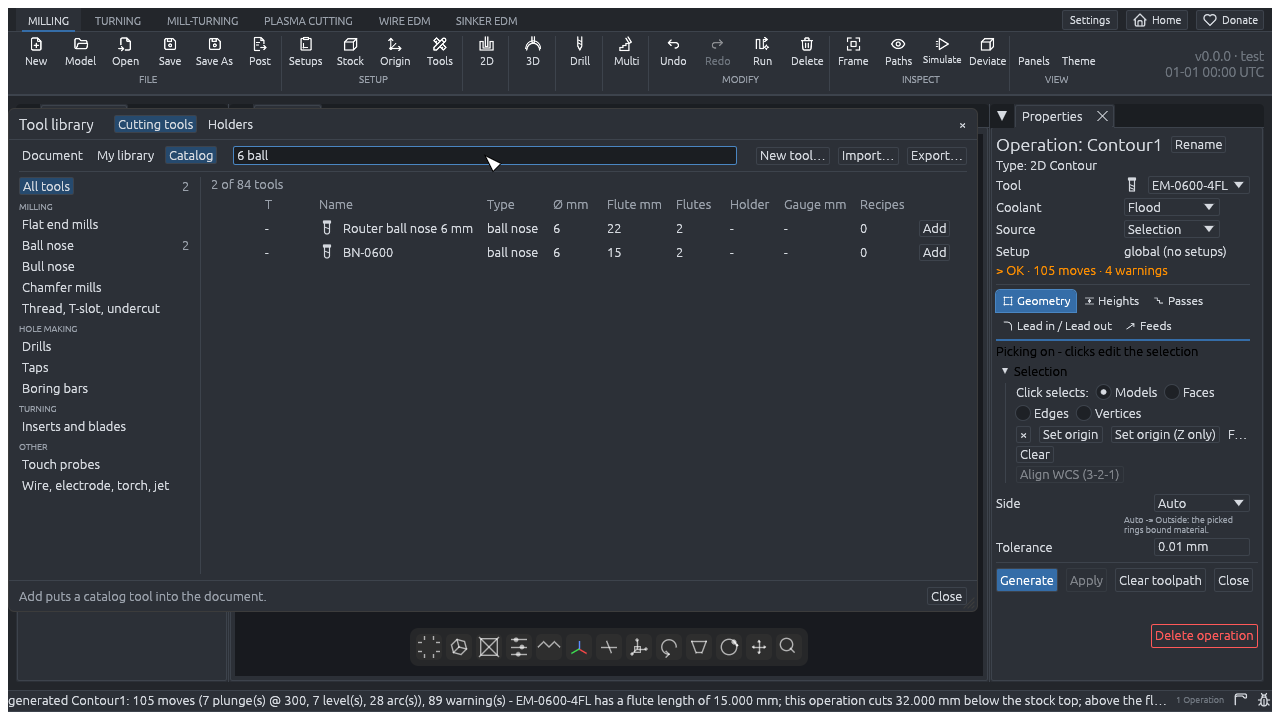 MILLING TURNING MILL-TURNING PLASMA CUTTING WIRE EDM SINKER EDM Settings Home Donate
New Model Open Save Save As Post Setups Stock Origin Tools 2D 3D Drill Multi Undo Redo Run Delete Frame Paths Simulate Deviate Panels Theme
FILE SETUP MODIFY INSPECT VIEW
v0.0.0 · test
01-01 00:00 UTC
Tool library Cutting tools Holders ×
Document My library Catalog 6 ball New tool... Import... Export...
All tools 2
MILLING
Flat end mills
Ball nose 2
Bull nose
Chamfer mills
Thread, T-slot, undercut
HOLE MAKING
Drills
Taps
Boring bars
TURNING
Inserts and blades
OTHER
Touch probes
Wire, electrode, torch, jet
2 of 84 tools
T Name Type Ø mm Flute mm Flutes Holder Gauge mm Recipes
- Router ball nose 6 mm ball nose 6 22 2 - - 0 Add
- BN-0600 ball nose 6 15 2 - - 0 Add
Add puts a catalog tool into the document. Close
Properties
Operation: Contour1 Rename
Type: 2D Contour
Tool EM-0600-4FL
Coolant Flood
Source Selection
Setup global (no setups)
> OK · 105 moves · 4 warnings
Geometry Heights Passes
Lead in / Lead out Feeds
Picking on - clicks edit the selection
Selection
Click selects: Models Faces
Edges Vertices
× Set origin Set origin (Z only) F...
Clear
Align WCS (3-2-1)
Side Auto
Auto -> Outside: the picked
rings bound material.
Tolerance 0.01 mm
Generate Apply Clear toolpath Close
Delete operation
generated Contour1: 105 moves (7 plunge(s) @ 300, 7 level(s), 28 arc(s)), 89 warning(s) - EM-0600-4FL has a flute length of 15.000 mm; this operation cuts 32.000 mm below the stock top; above the fl... 1 Operation